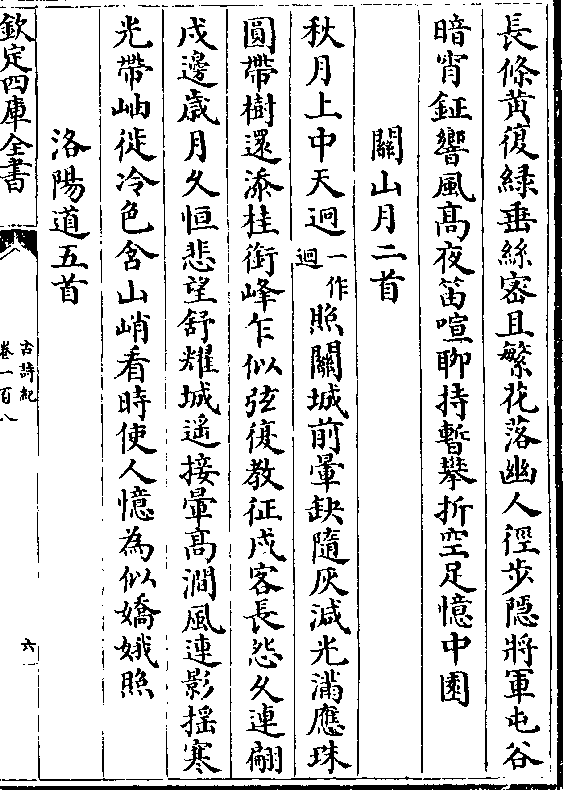 長條黄復緑垂絲密且繁花落幽人徑步隠將軍屯谷
暗宵鉦響風髙夜笛喧聊持暫攀折空足憶中園
關山月二首
秋月上中天迥一作迴照關城前暈缺隨灰減光滿應珠
圓帶樹還添桂銜峰乍似弦復教征戍客長怨久連翩
戍邊歳月久恒悲望舒耀城遥接暈髙澗風連影揺寒
光帶岫徙冷色含山峭看時使人憶為似嬌娥照
洛陽道五首
欽定四庫全書
古詩紀
卷一百八
六